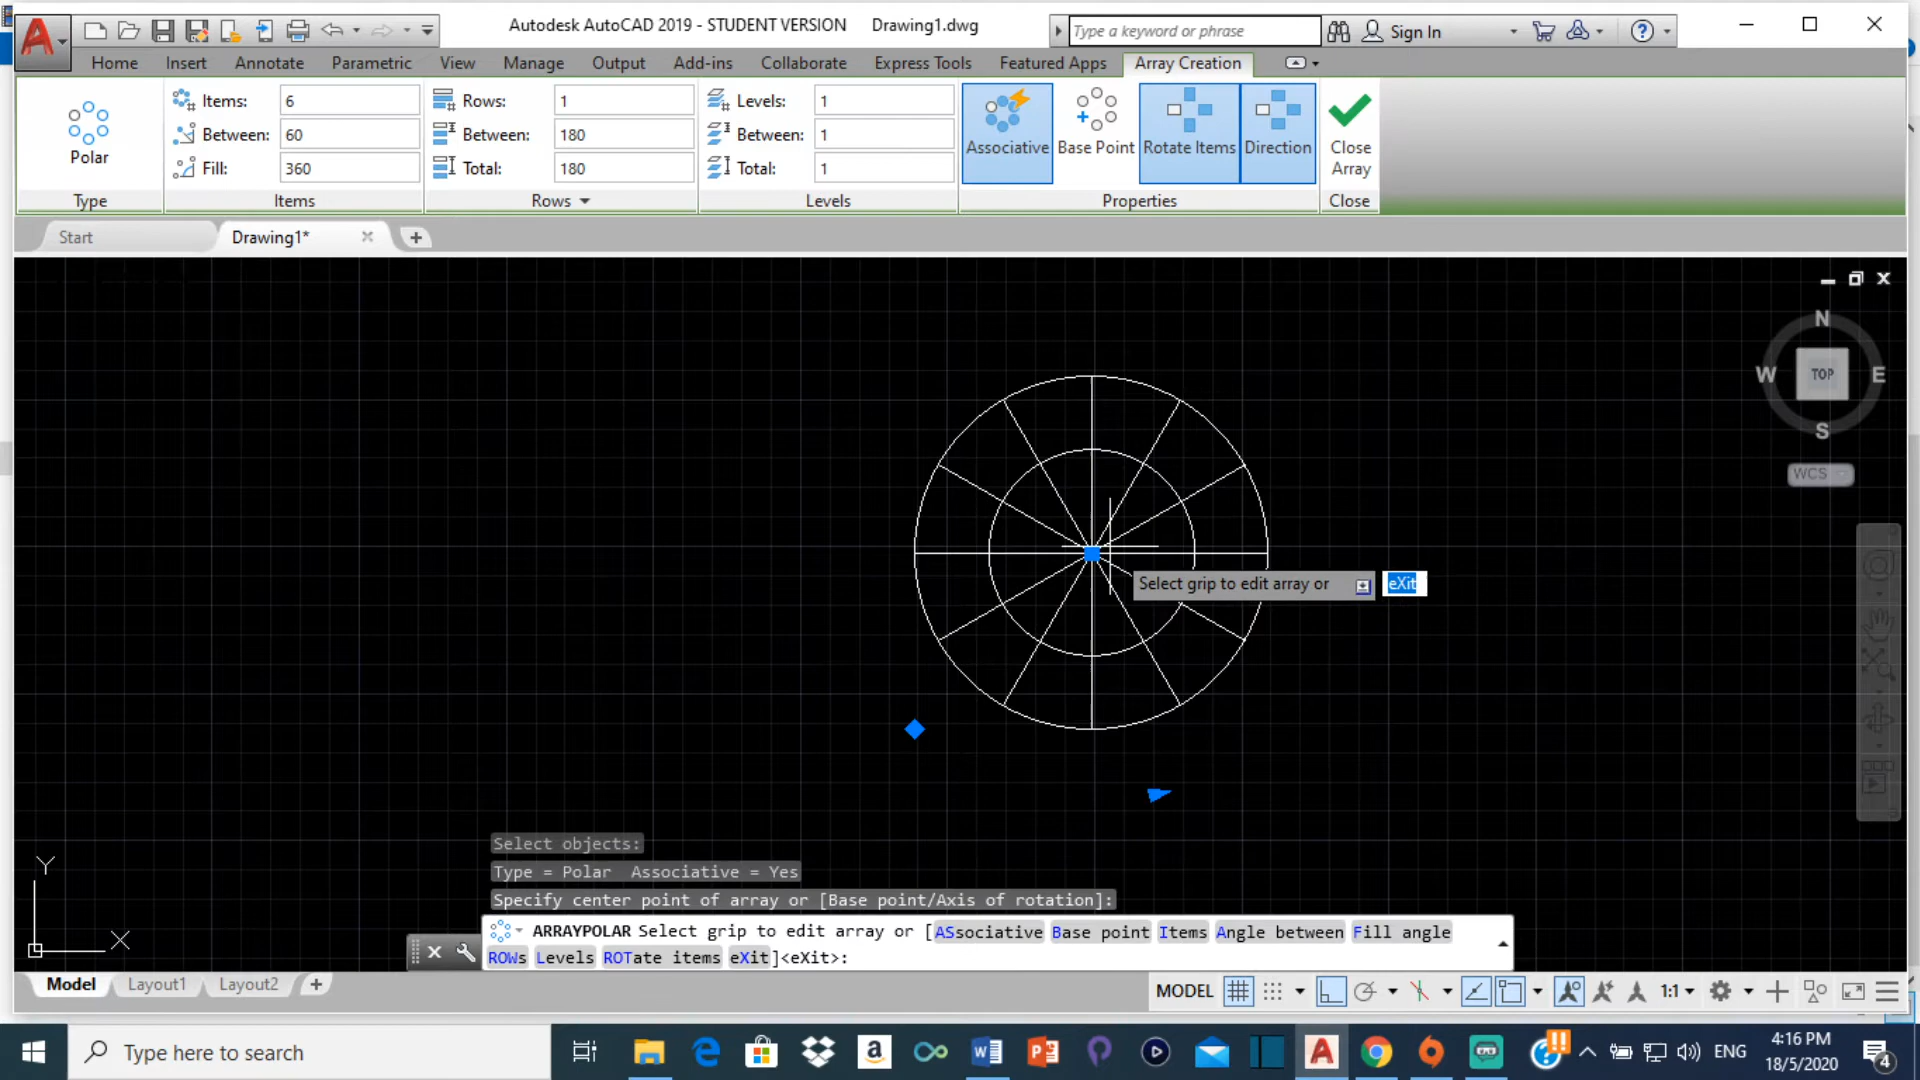 Autodesk AutoCAD 2019 - STUDENT VERSION Drawing1.dwg
Type a keyword or phrase
Sign In
Home Insert Annotate Parametric View Manage Output Add-ins Collaborate Express Tools Featured Apps Array Creation
Polar
Type
Items: 6
Between: 60
Fill: 360
Items
Rows: 1
Between: 180
Total: 180
Rows
Levels: 1
Between: 1
Total: 1
Levels
Associative Base Point Rotate Items Direction
Properties
Close
Array
Close
Start Drawing1*
N
W TOP E
S
WCS
Select grip to edit array or eXit
Y
X
Select objects:
Type = Polar Associative = Yes
Specify center point of array or [Base point/Axis of rotation]:
ARRAYPOLAR Select grip to edit array or [ASsociative Base point Items Angle between Fill angle
ROWs Levels ROTate items eXit]<eXit>:
Model Layout1 Layout2
MODEL 1:1
Type here to search
ENG
4:16 PM
18/5/2020
4